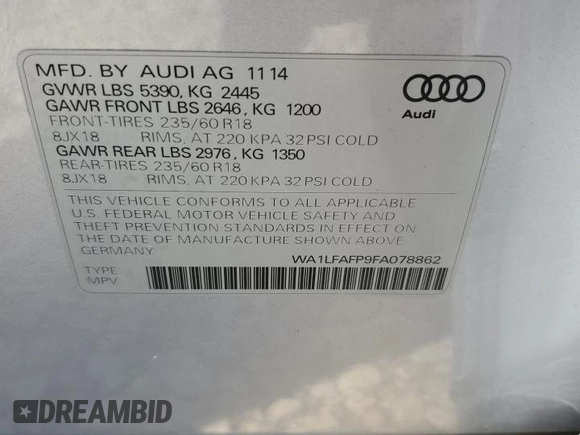 MFD. BY AUDI AG 1114
GVWR LBS 5390, KG 2445
GAWR FRONT LBS 2646, KG 1200
FRONT-TIRES 235/60 R18
8JX18 RIMS, AT 220 KPA 32 PSI COLD
GAWR REAR LBS 2976, KG 1350
REAR-TIRES 235/60 R18
8JX18 RIMS, AT 220 KPA 32 PSI COLD
Audi
THIS VEHICLE CONFORMS TO ALL APPLICABLE
U.S. FEDERAL MOTOR VEHICLE SAFETY AND
THEFT PREVENTION STANDARDS IN EFFECT ON
THE DATE OF MANUFACTURE SHOWN ABOVE.
GERMANY
WA1LFAFP9FA078862
TYPE
MPV
DREAMBID